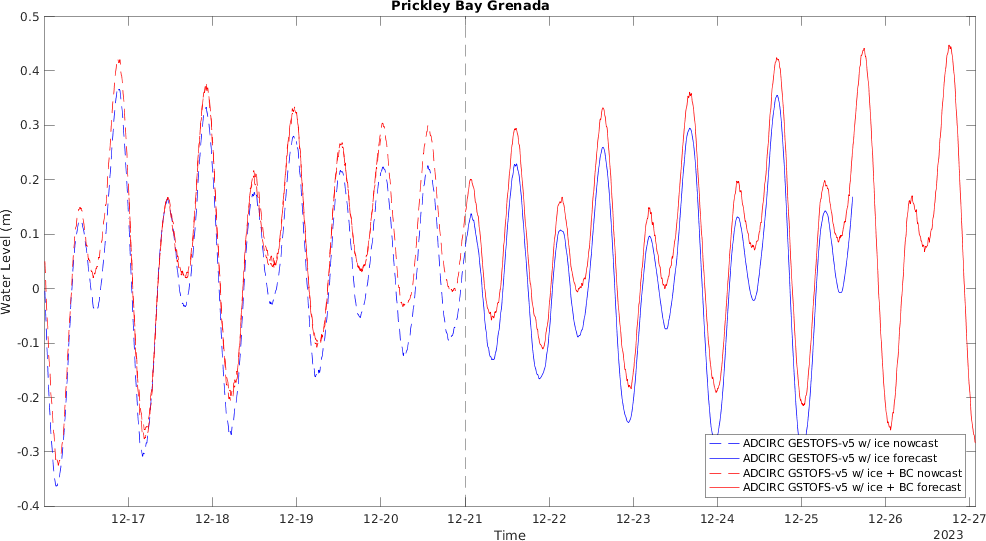 Prickley Bay Grenada
0.5
0.4
0.3
0.2
0.1
0
-0.1
-0.2
-0.3
-0.4
Water Level (m)
12-17 12-18 12-19 12-20 12-21 12-22 12-23 12-24 12-25 12-26 12-27
Time
2023
ADCIRC GESTOFS-v5 w/ ice nowcast
ADCIRC GESTOFS-v5 w/ ice forecast
ADCIRC GSTOFS-v5 w/ ice + BC nowcast
ADCIRC GSTOFS-v5 w/ ice + BC forecast